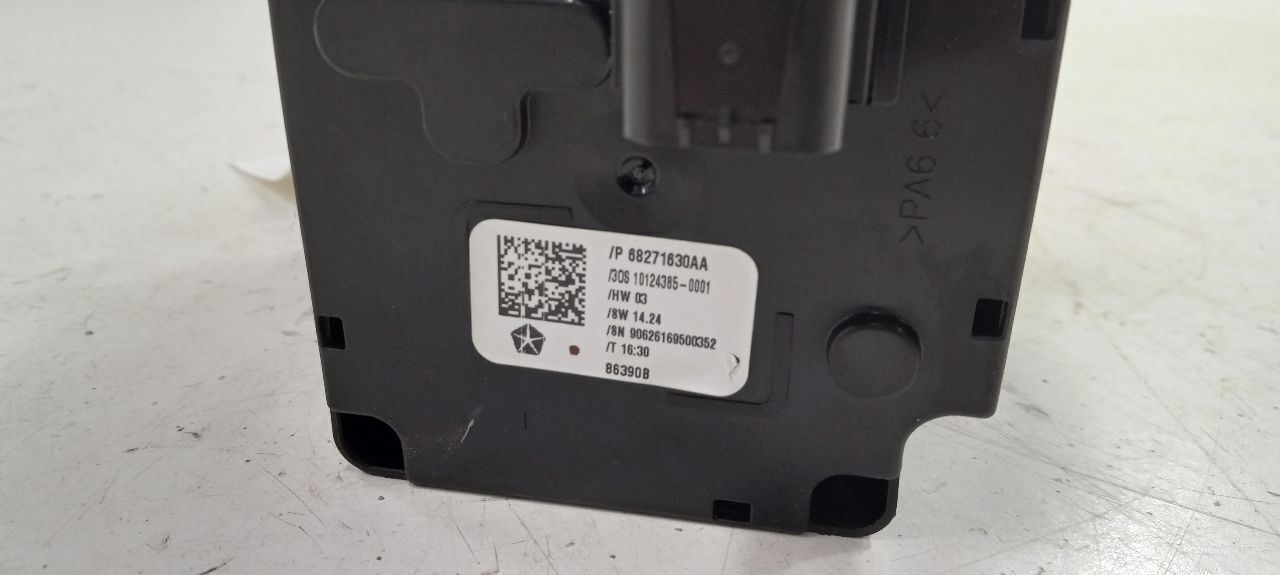 >PA6 6<
/P 68271630AA
/3OS 10124385-0001
/HW 03
/SW 14.24
/SN 90626169500352
/T 16:30
86390B